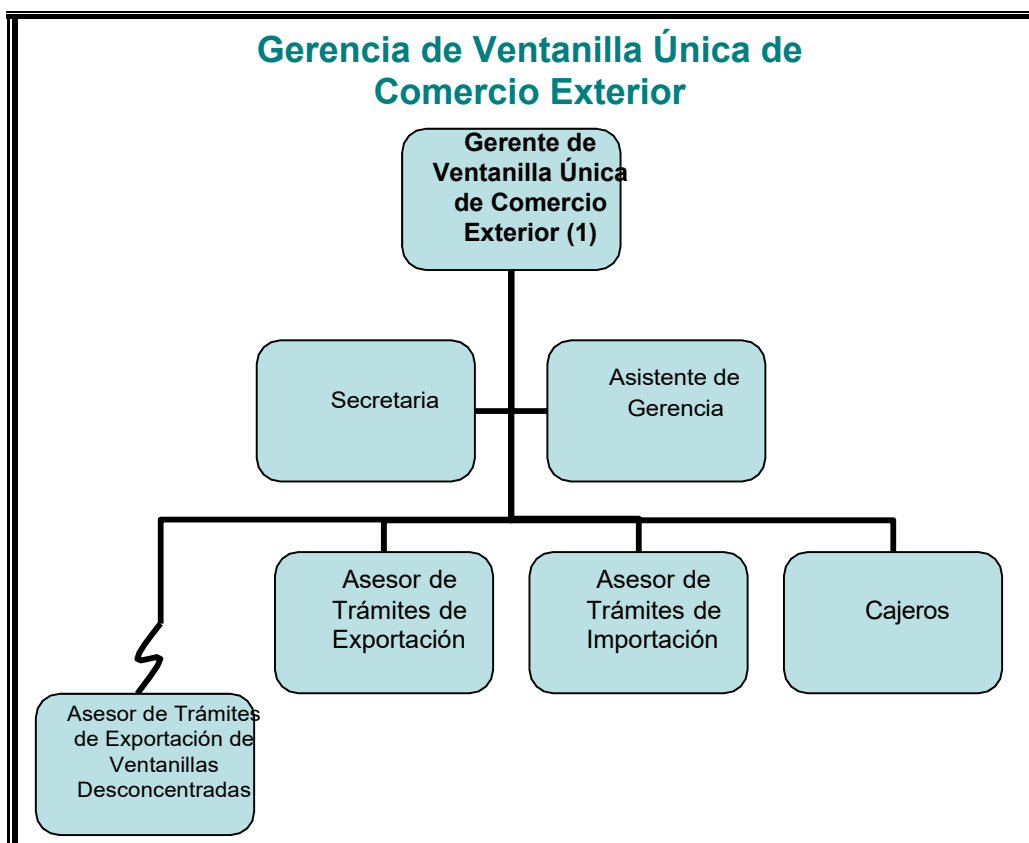 Gerencia de Ventanilla Única de
Comercio Exterior
Gerente de
Ventanilla Única
de Comercio
Exterior (1)
Secretaria
Asistente de
Gerencia
Asesor de
Trámites de
Exportación
Asesor de
Trámites de
Importación
Cajeros
Asesor de Trámites
de Exportación de
Ventanillas
Desconcentradas